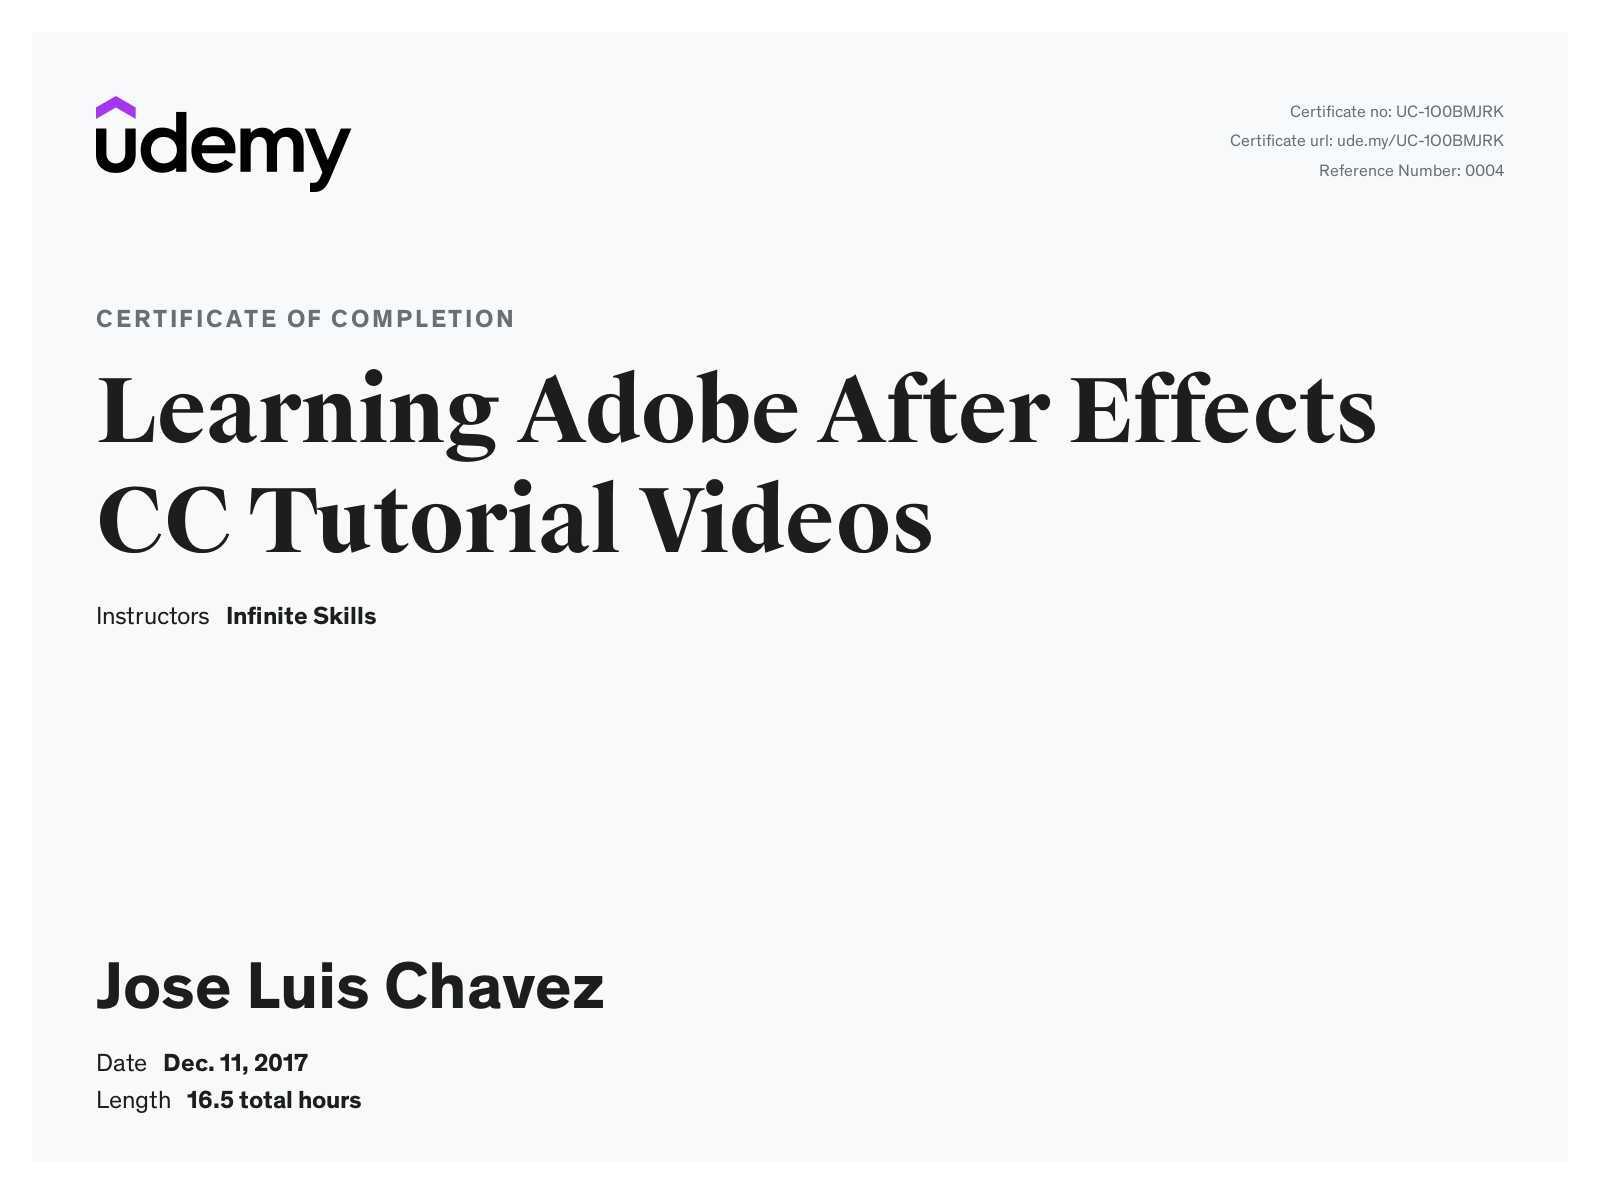 udemy
Certificate no: UC-1O0BMJRK
Certificate url: ude.my/UC-1O0BMJRK
Reference Number: 0004
CERTIFICATE OF COMPLETION
Learning Adobe After Effects
CC Tutorial Videos
Instructors Infinite Skills
Jose Luis Chavez
Date Dec. 11, 2017
Length 16.5 total hours